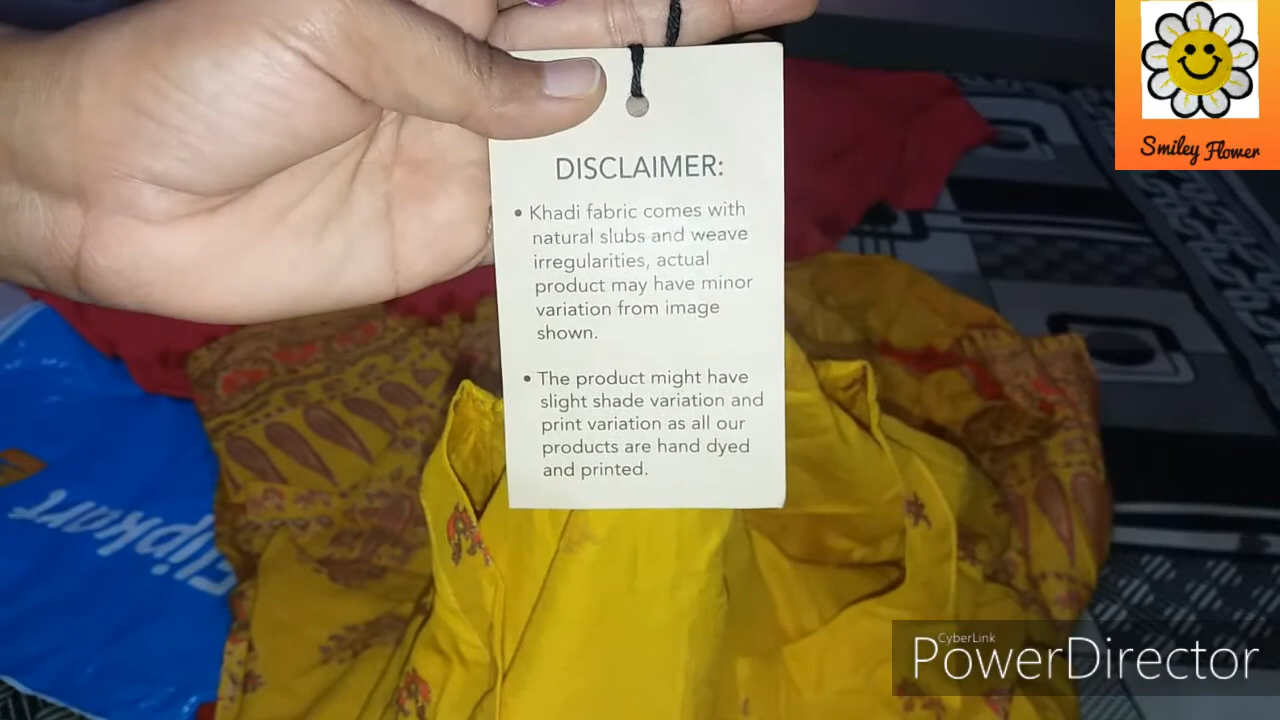 Smiley Flower
DISCLAIMER:
• Khadi fabric comes with
natural slubs and weave
irregularities, actual
product may have minor
variation from image
shown.
• The product might have
slight shade variation and
print variation as all our
products are hand dyed
and printed.
Flipkart
CyberLink
PowerDirector